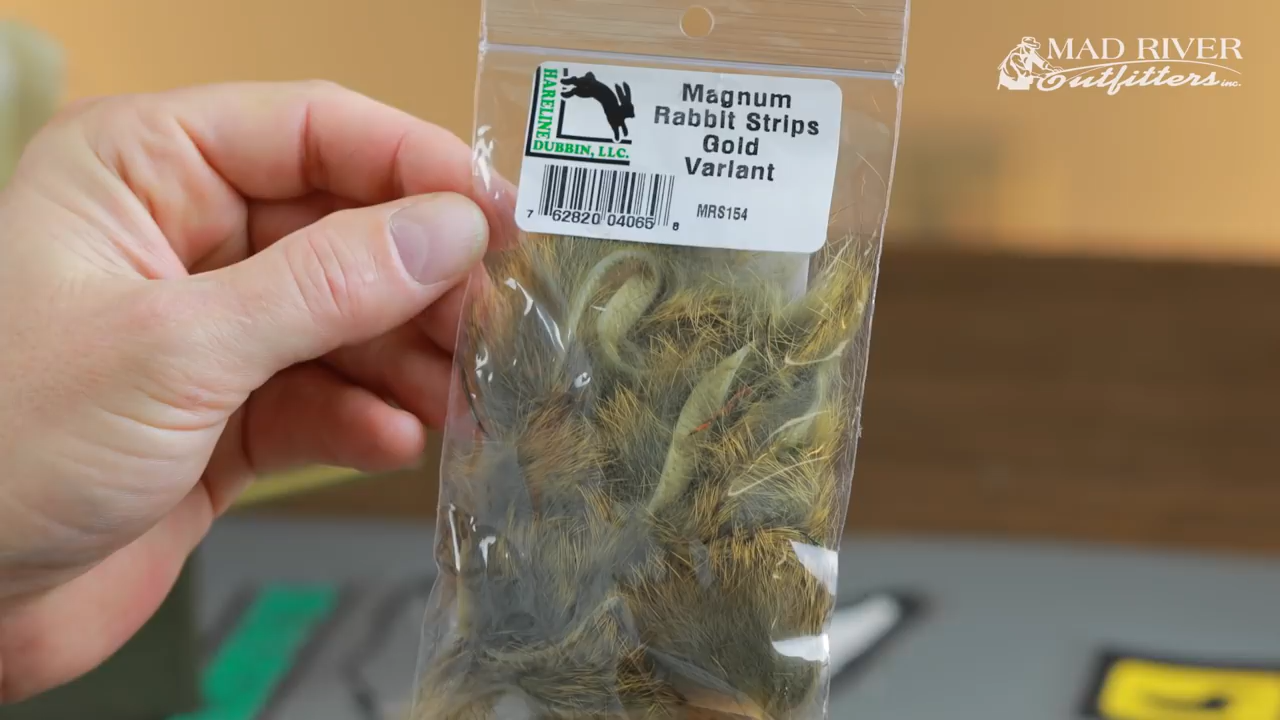 MAD RIVER
Outfitters inc.
HARELINE
DUBBIN, LLC.
Magnum
Rabbit Strips
Gold
Variant
MRS154
7 62820 04065 8